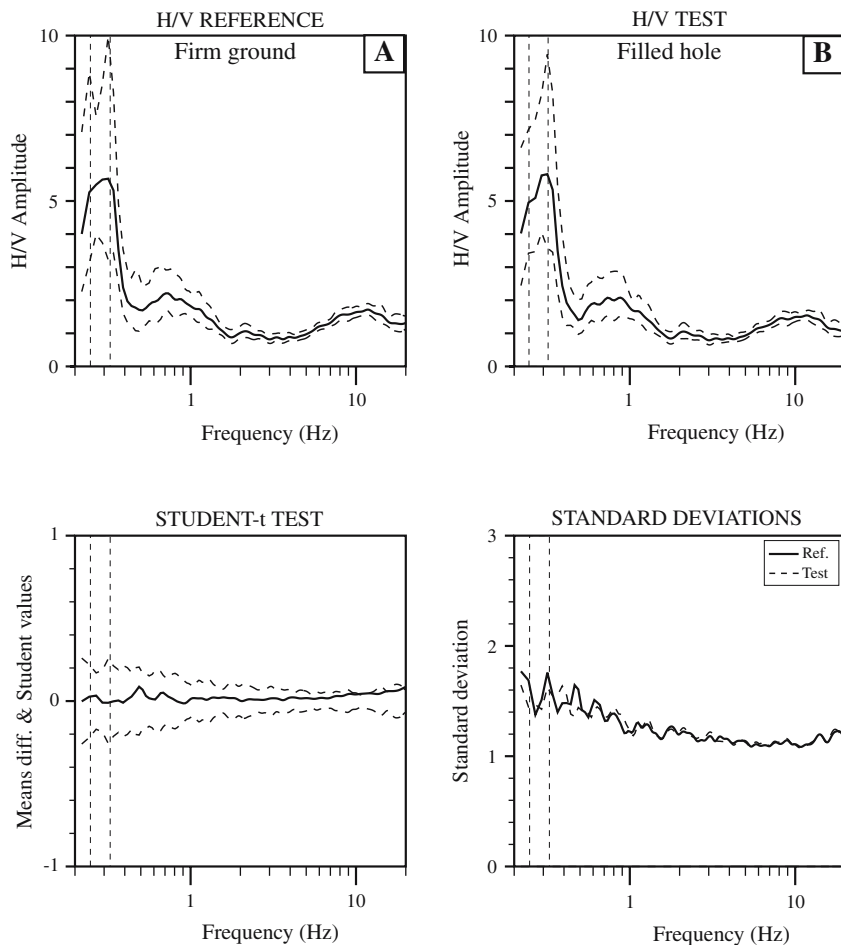 H/V REFERENCE
Firm ground
A
10
5
0
H/V Amplitude
1
10
Frequency (Hz)
H/V TEST
Filled hole
B
10
5
0
H/V Amplitude
1
10
Frequency (Hz)
STUDENT-t TEST
1
0
-1
Means diff. & Student values
1
10
Frequency (Hz)
STANDARD DEVIATIONS
Ref.
Test
3
2
1
0
Standard deviation
1
10
Frequency (Hz)